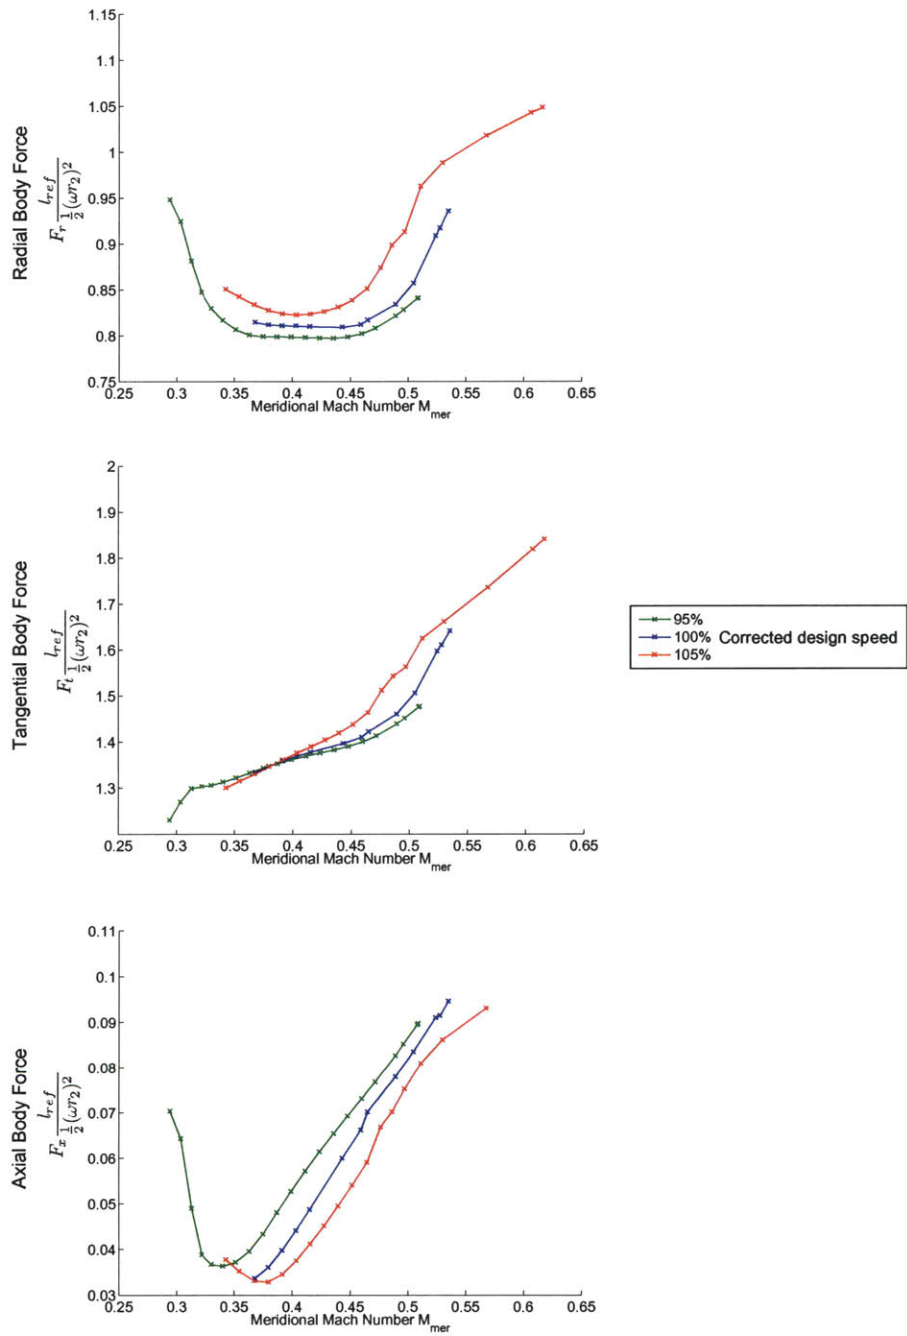 1.15
1.1
1.05
1
0.95
0.9
0.85
0.8
0.75
0.25 0.3 0.35 0.4 0.45 0.5 0.55 0.6 0.65
Meridional Mach Number M_mer
Radial Body Force
F_r l_ref / ½(ωr₂)²
2
1.9
1.8
1.7
1.6
1.5
1.4
1.3
0.25 0.3 0.35 0.4 0.45 0.5 0.55 0.6 0.65
Meridional Mach Number M_mer
Tangential Body Force
F_t l_ref / ½(ωr₂)²
95%
100% Corrected design speed
105%
0.11
0.1
0.09
0.08
0.07
0.06
0.05
0.04
0.03
0.25 0.3 0.35 0.4 0.45 0.5 0.55 0.6 0.65
Meridional Mach Number M_mer
Axial Body Force
F_x l_ref / ½(ωr₂)²